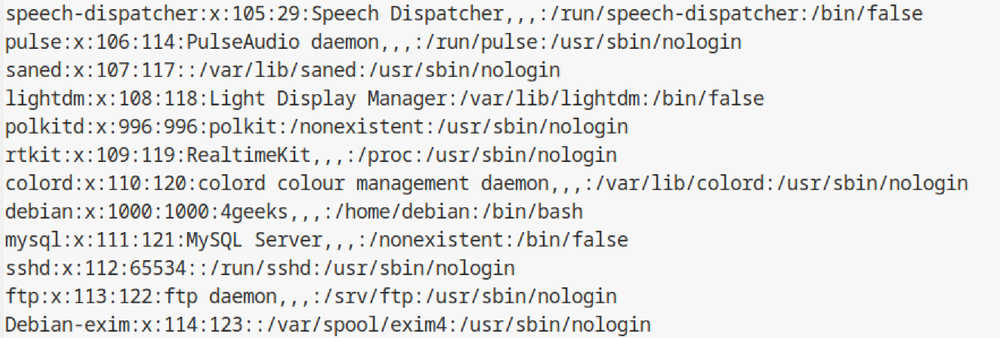 speech-dispatcher:x:105:29:Speech Dispatcher,,,:/run/speech-dispatcher:/bin/false
pulse:x:106:114:PulseAudio daemon,,,:/run/pulse:/usr/sbin/nologin
saned:x:107:117::/var/lib/saned:/usr/sbin/nologin
lightdm:x:108:118:Light Display Manager:/var/lib/lightdm:/bin/false
polkitd:x:996:996:polkit:/nonexistent:/usr/sbin/nologin
rtkit:x:109:119:RealtimeKit,,,:/proc:/usr/sbin/nologin
colord:x:110:120:colord colour management daemon,,,:/var/lib/colord:/usr/sbin/nologin
debian:x:1000:1000:4geeks,,,:/home/debian:/bin/bash
mysql:x:111:121:MySQL Server,,,:/nonexistent:/bin/false
sshd:x:112:65534::/run/sshd:/usr/sbin/nologin
ftp:x:113:122:ftp daemon,,,:/srv/ftp:/usr/sbin/nologin
Debian-exim:x:114:123::/var/spool/exim4:/usr/sbin/nologin